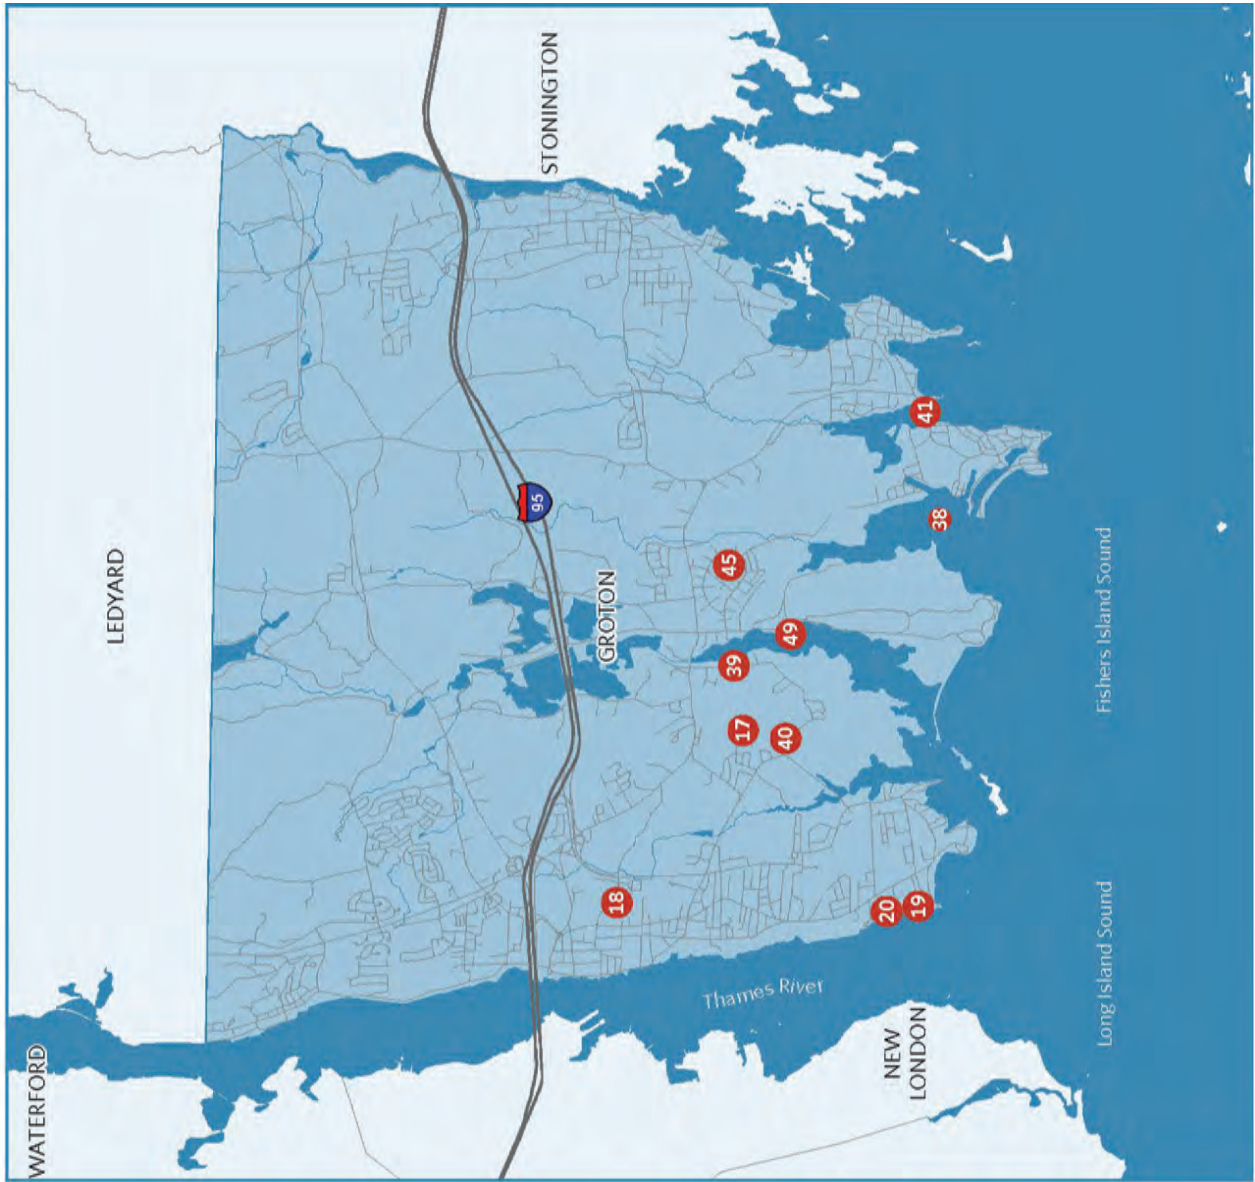 WATERFORD
LEDYARD
95
STONINGTON
GROTON
18
45
39
17
Thames River
40
49
20
NEW
LONDON
19
41
38
Long Island Sound
Fishers Island Sound